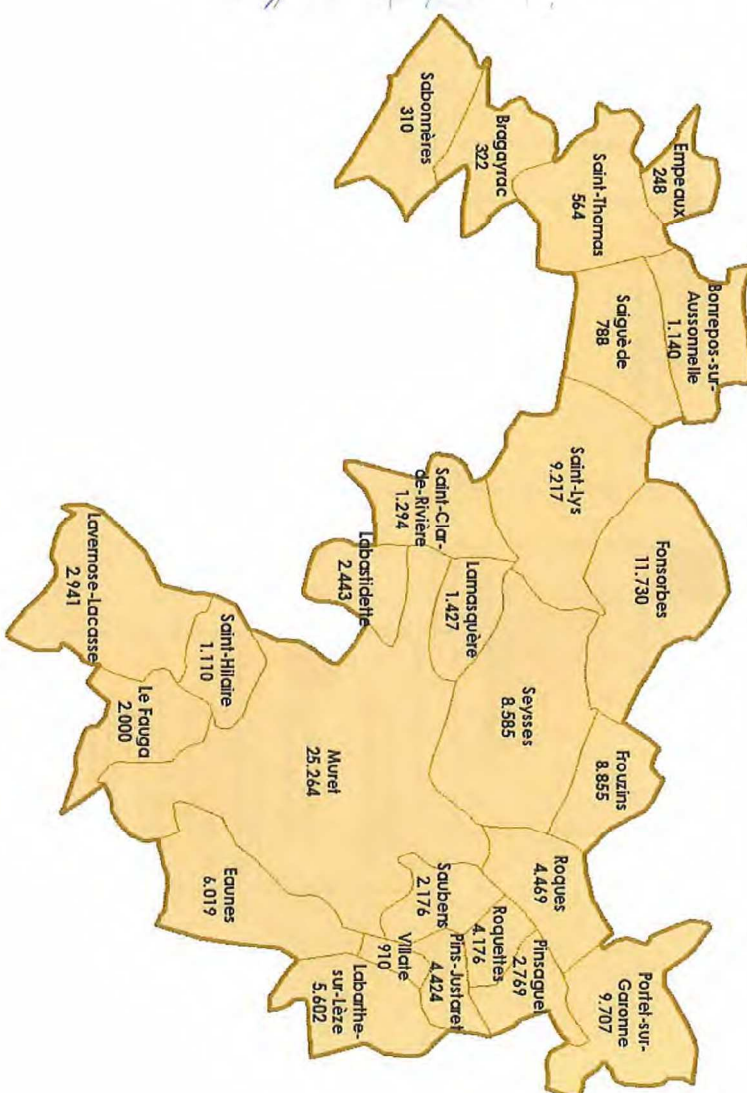 Empeaux
248
Bonrepos-sur-
Aussonnelle
1.140
Saint-Thomas
564
Bragayrac
322
Sabonnères
310
Saiguède
788
Saint-Lys
9.217
Fonsorbes
11.730
Saint-Clar-
de-Rivière
1.294
Lamasquère
1.427
Labastidette
2.443
Seysses
8.585
Frouzins
8.855
Roques
4.469
Portet-sur-
Garonne
9.707
Pinsaguel
2.769
Roquettes
4.176
Saubens
2.176
Pins-Justaret
4.424
Villate
910
Labarthe-
sur-Lèze
5.602
Eaunes
6.019
Muret
25.264
Saint-Hilaire
1.110
Le Fauga
2.000
Lavernose-Lacasse
2.941